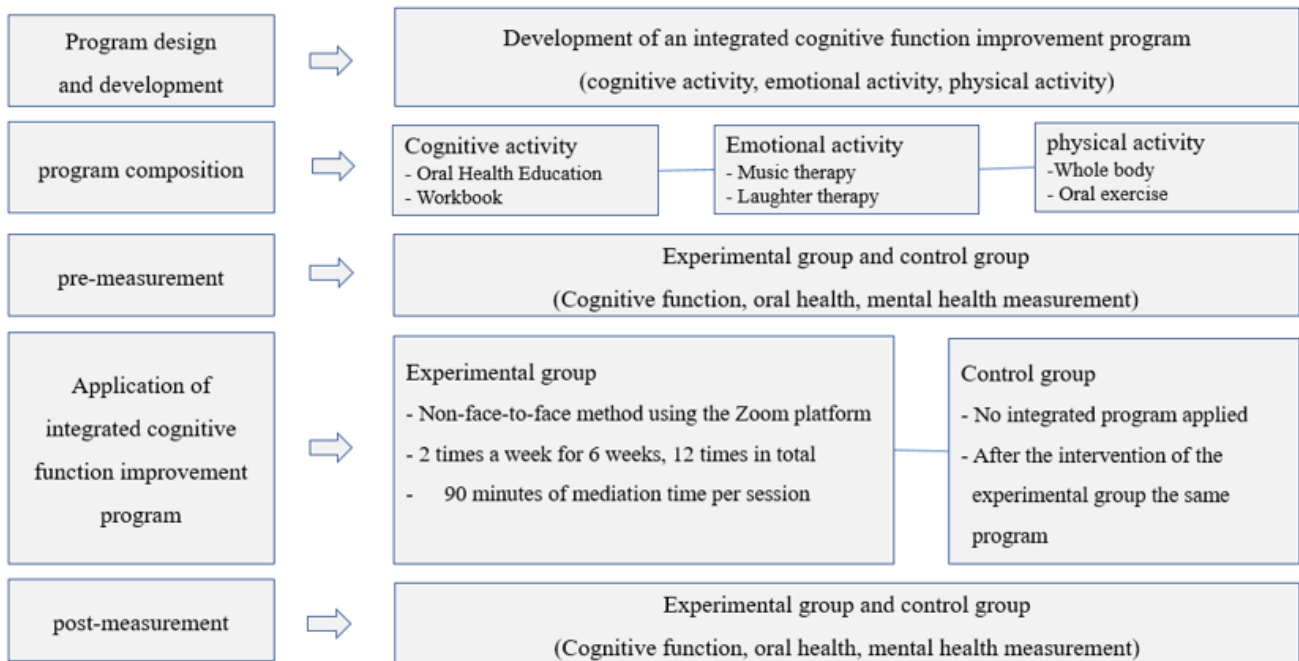 Program design
and development
Development of an integrated cognitive function improvement program
(cognitive activity, emotional activity, physical activity)
program composition
Cognitive activity
- Oral Health Education
- Workbook
Emotional activity
- Music therapy
- Laughter therapy
physical activity
-Whole body
- Oral exercise
pre-measurement
Experimental group and control group
(Cognitive function, oral health, mental health measurement)
Application of
integrated cognitive
function improvement
program
Experimental group
- Non-face-to-face method using the Zoom platform
- 2 times a week for 6 weeks, 12 times in total
- 90 minutes of mediation time per session
Control group
- No integrated program applied
- After the intervention of the
experimental group the same
program
post-measurement
Experimental group and control group
(Cognitive function, oral health, mental health measurement)